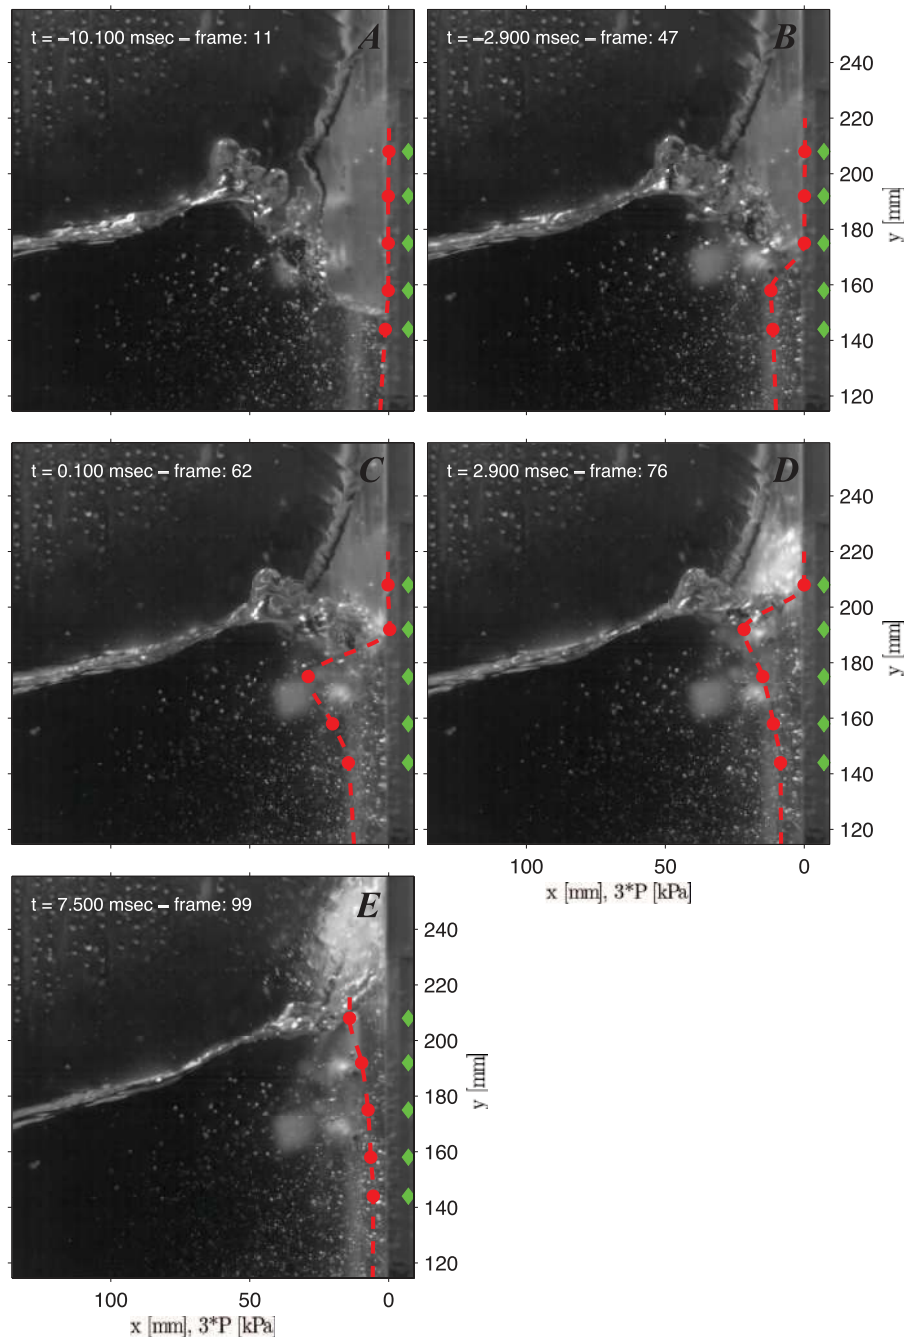 t = −10.100 msec − frame: 11
A
t = −2.900 msec − frame: 47
B
240
220
200
180
160
140
120
y [mm]
t = 0.100 msec − frame: 62
C
t = 2.900 msec − frame: 76
D
240
220
200
180
160
140
120
y [mm]
100 50 0
x [mm], 3*P [kPa]
t = 7.500 msec − frame: 99
E
240
220
200
180
160
140
120
y [mm]
100 50 0
x [mm], 3*P [kPa]